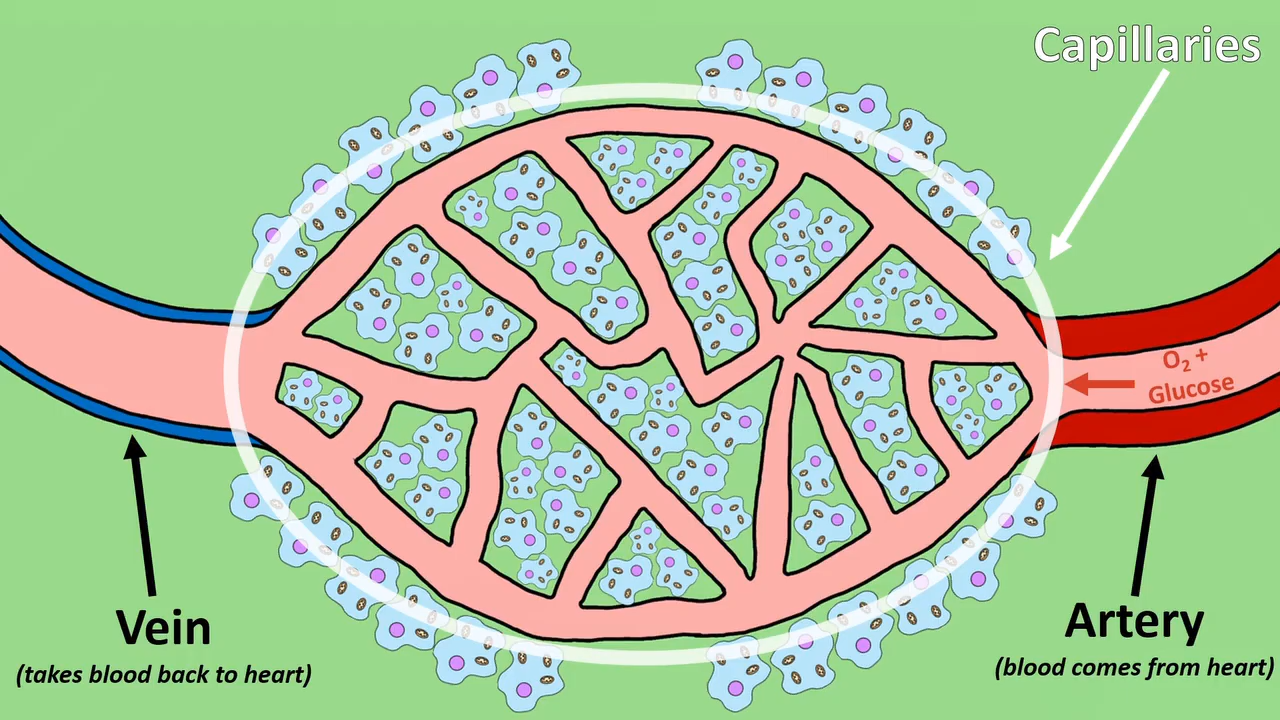 Capillaries
O₂ +
Glucose
Vein
(takes blood back to heart)
Artery
(blood comes from heart)